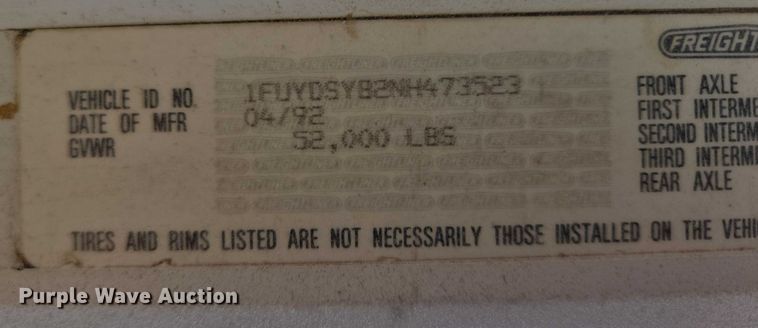 FREIGHT
VEHICLE ID NO. 1FUYDSYB2NH473523
DATE OF MFR 04/92
GVWR 52,000 LBS
FRONT AXLE
FIRST INTERME
SECOND INTERM
THIRD INTERMI
REAR AXLE
TIRES AND RIMS LISTED ARE NOT NECESSARILY THOSE INSTALLED ON THE VEHI
Purple Wave Auction